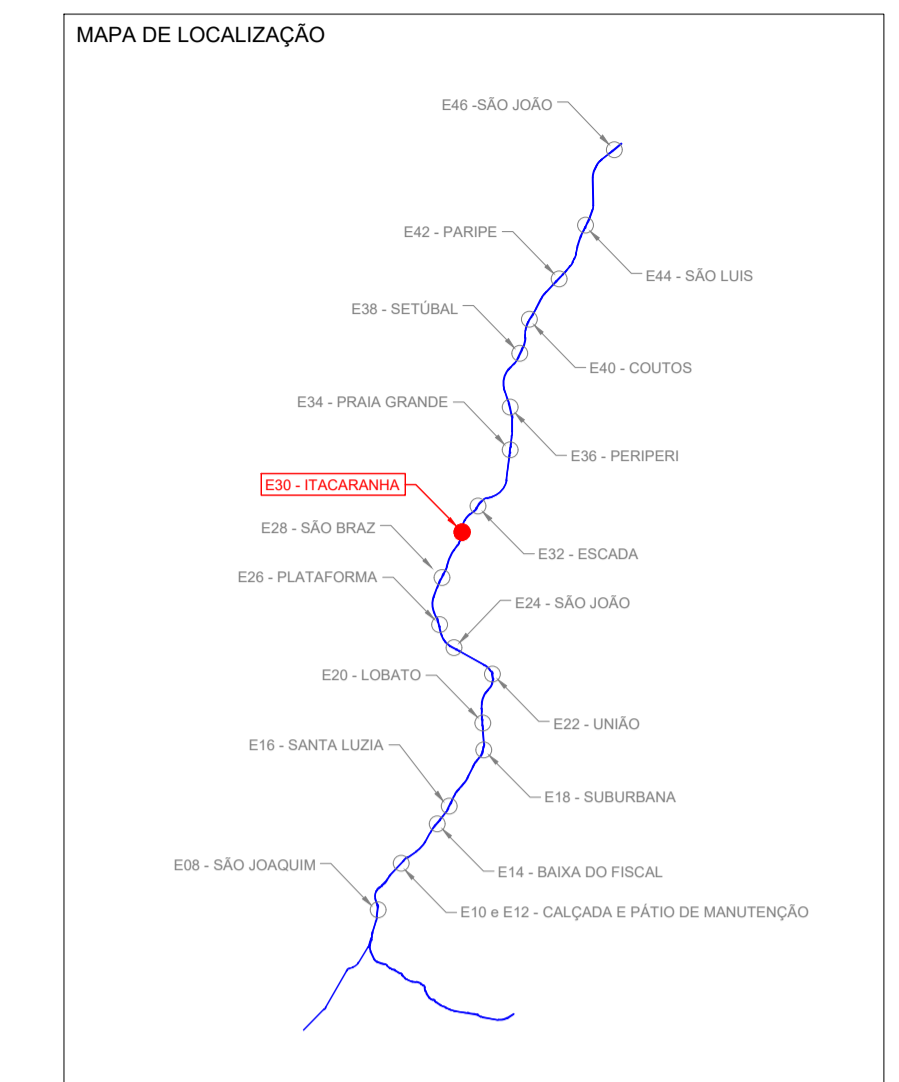 MAPA DE LOCALIZAÇÃO
E46 -SÃO JOÃO
E42 - PARIPE
E44 - SÃO LUIS
E38 - SETÚBAL
E40 - COUTOS
E34 - PRAIA GRANDE
E36 - PERIPERI
E30 - ITACARANHA
E28 - SÃO BRAZ
E32 - ESCADA
E26 - PLATAFORMA
E24 - SÃO JOÃO
E20 - LOBATO
E22 - UNIÃO
E16 - SANTA LUZIA
E18 - SUBURBANA
E08 - SÃO JOAQUIM
E14 - BAIXA DO FISCAL
E10 e E12 - CALÇADA E PÁTIO DE MANUTENÇÃO